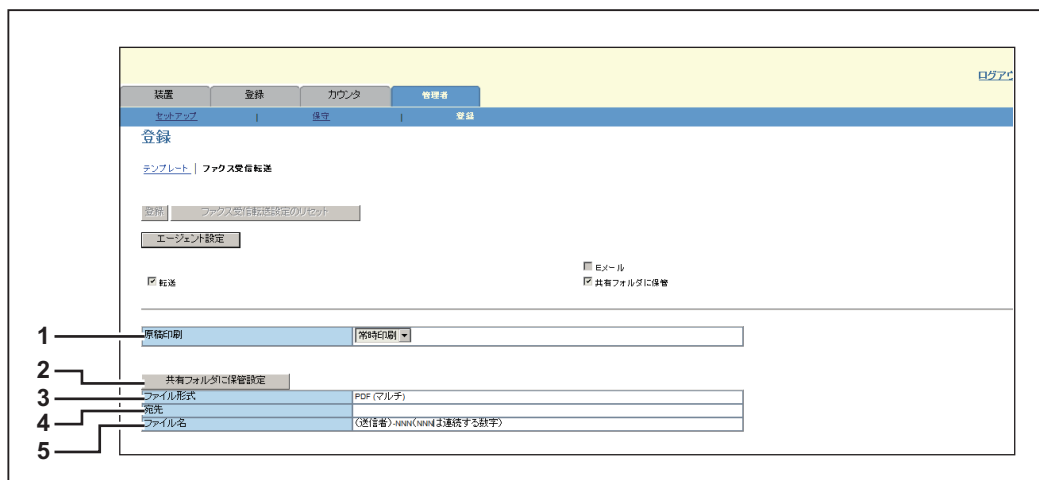 ログアウ
装置 登録 カウンタ 管理者
セットアップ | 保守 | 登録
登録
テンプレート | ファクス受信転送
登録 ファクス受信転送設定のリセット
エージェント設定
Eメール
転送 共有フォルダに保管
1 原稿印刷 常時印刷
2 共有フォルダに保管設定
3 ファイル形式 PDF (マルチ)
4 宛先
5 ファイル名 (送信者)-NNN(NNNは連続する数字)